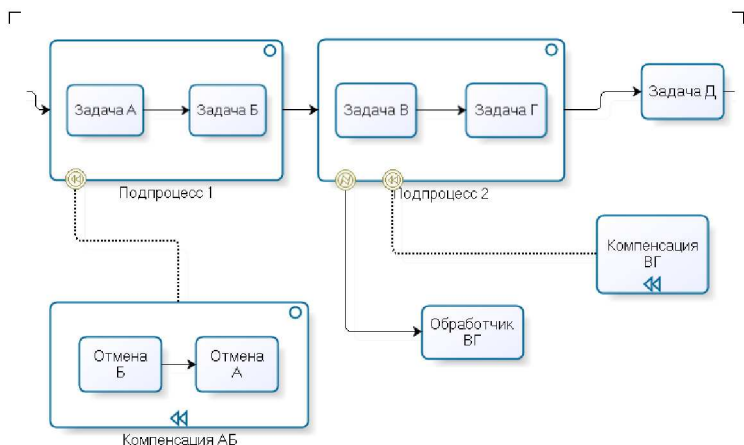 Задача А
Задача Б
Задача В
Задача Г
Задача Д
Подпроцесс 1
Подпроцесс 2
Компенсация
ВГ
Обработчик
ВГ
Отмена
Б
Отмена
А
Компенсация АБ